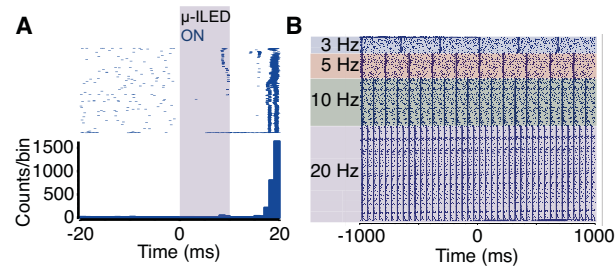 A
μ-ILED
ON
Counts/bin
1500
1000
500
0
-20
0
20
Time (ms)
B
3 Hz
5 Hz
10 Hz
20 Hz
-1000
0
1000
Time (ms)